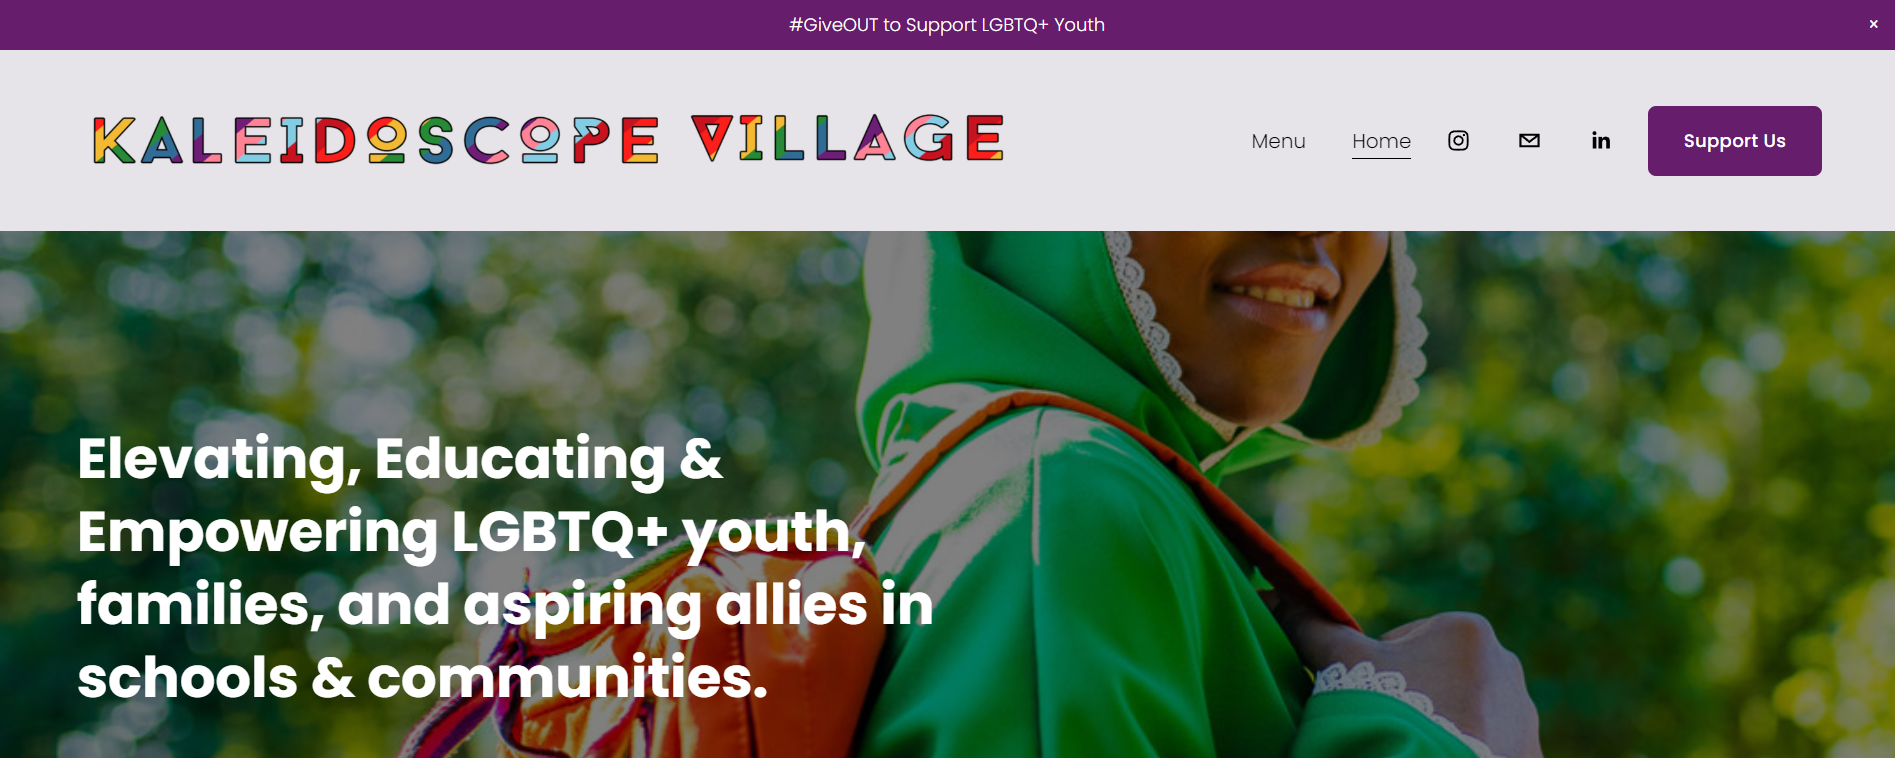 #GiveOUT to Support LGBTQ+ Youth
×
KALEIDOSCOPE VILLAGE
Menu
Home
in
Support Us
Elevating, Educating &
Empowering LGBTQ+ youth,
families, and aspiring allies in
schools & communities.